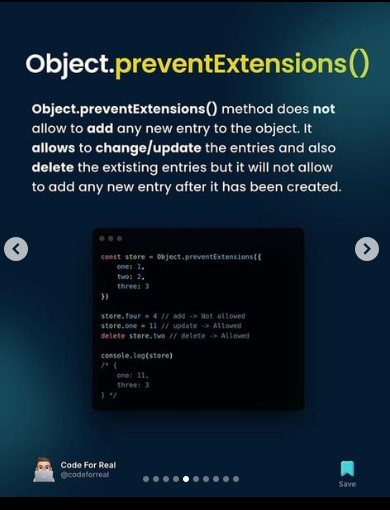 Object.preventExtensions()
Object.preventExtensions() method does not
allow to add any new entry to the object. It
allows to change/update the entries and also
delete the extisting entries but it will not allow
to add any new entry after it has been created.
const store = Object.preventExtensions({
one: 1,
two: 2,
three: 3
})
store.four = 4 // add -> Not allowed
store.one = 11 // update -> Allowed
delete store.two // delete -> Allowed
console.log(store)
/* {
one: 11,
three: 3
} */
Code For Real
@codeforreal
Save